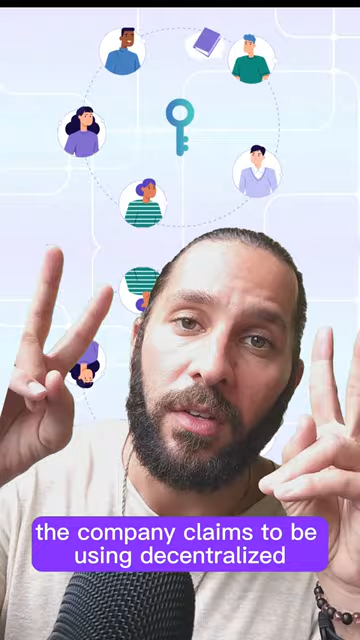 the company claims to be
using decentralized